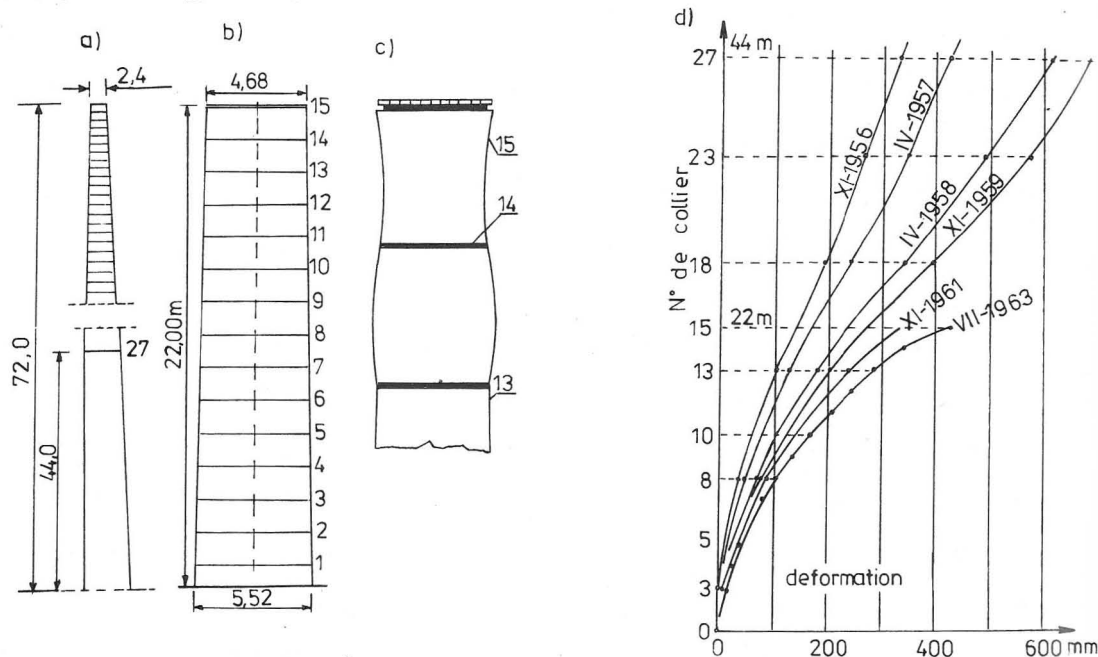 a)
2,4
72,0
44,0
27
b)
4,68
22,00m
15
14
13
12
11
10
9
8
7
6
5
4
3
2
1
5,52
c)
15
14
13
d)
N° de collier
27
23
18
15
13
10
8
5
3
0
44 m
22m
XI-1956
IV-1957
IV-1958
XI-1959
XI-1961
VII-1963
deformation
0 200 400 600 mm